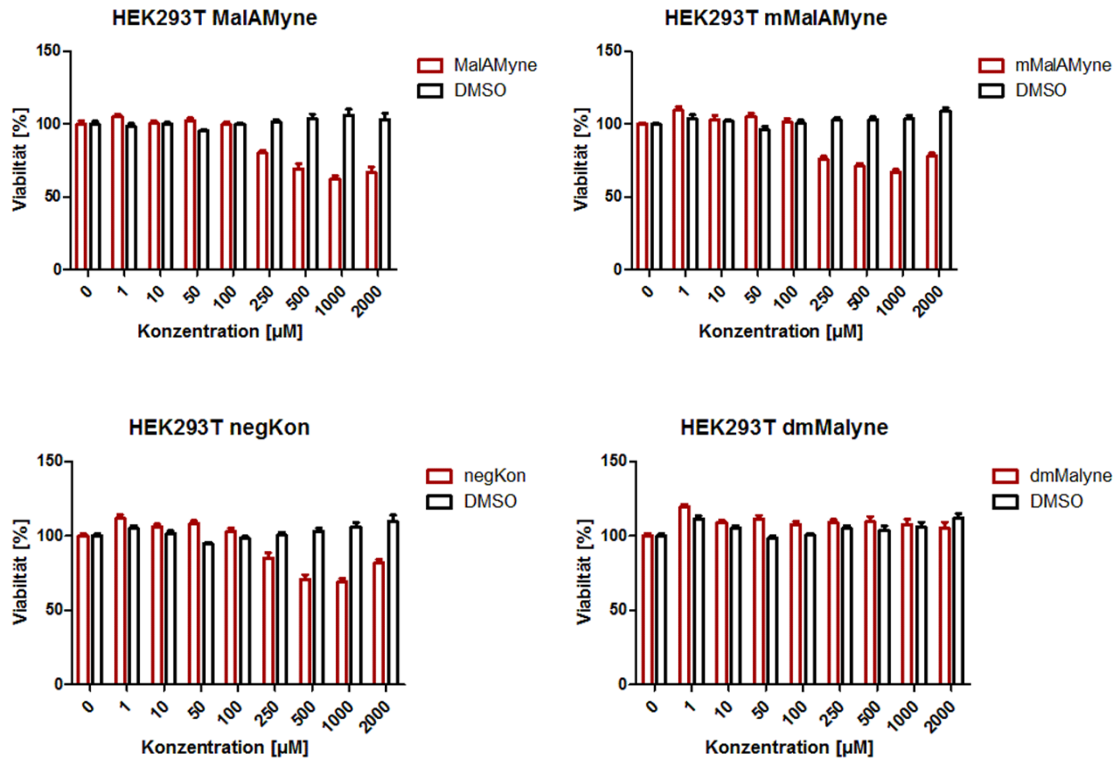 HEK293T MalAMyne
150
100
50
0
Viabiltät [%]
MalAMyne
DMSO
0 1 10 50 100 250 500 1000 2000
Konzentration [µM]
HEK293T mMalAMyne
150
100
50
0
Viabiltät [%]
mMalAMyne
DMSO
0 1 10 50 100 250 500 1000 2000
Konzentration [µM]
HEK293T negKon
150
100
50
0
Viabiltät [%]
negKon
DMSO
0 1 10 50 100 250 500 1000 2000
Konzentration [µM]
HEK293T dmMalyne
150
100
50
0
Viabiltät [%]
dmMalyne
DMSO
0 1 10 50 100 250 500 1000 2000
Konzentration [µM]